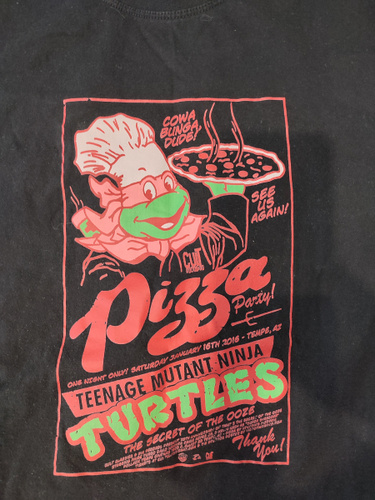 COWA
BUNGA,
DUDE!
SEE
US
AGAIN!
Pizza
Party!
ONE NIGHT ONLY! SATURDAY JANUARY 16TH 2016 - TEMPE, AZ
TEENAGE MUTANT NINJA
TURTLES
THE SECRET OF THE OOZE
Thank
You!